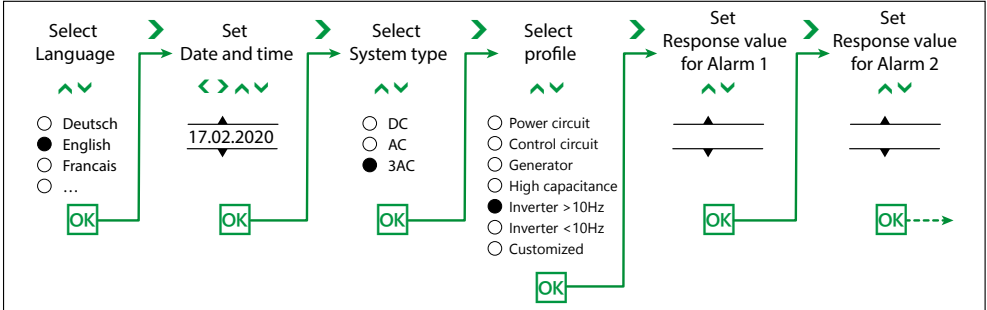 Select
Language
Deutsch
English
Francais
...
OK
Set
Date and time
17.02.2020
OK
Select
System type
DC
AC
3AC
OK
Select
profile
Power circuit
Control circuit
Generator
High capacitance
Inverter >10Hz
Inverter <10Hz
Customized
OK
Set
Response value
for Alarm 1
OK
Set
Response value
for Alarm 2
OK